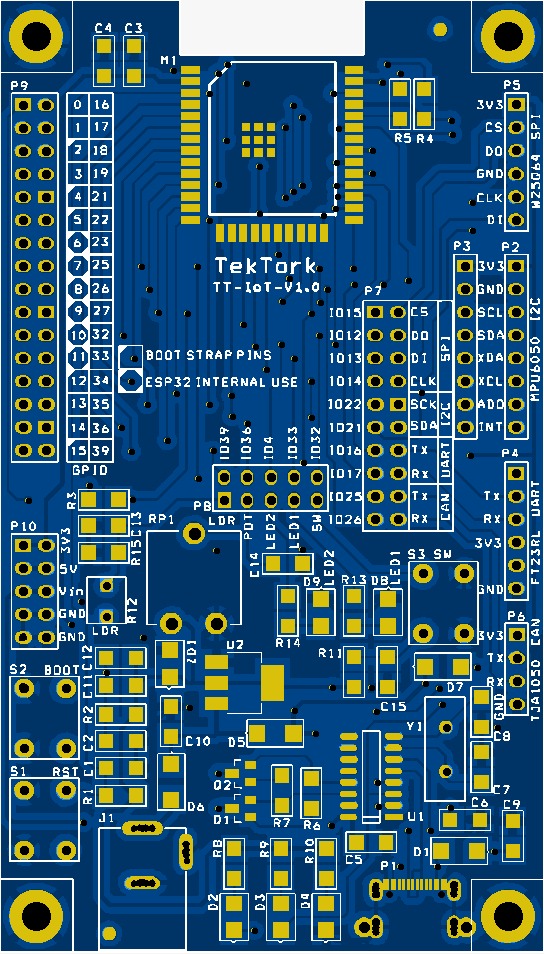 C4 C3
M1
P9
P5
R5 R4
0 16
1 17
2 18
3 19
4 21
5 22
6 23
7 25
8 26
9 27
10 32
11 33
12 34
13 35
14 36
15 39
GPIO
3V3
CS
DO
GND
CLK
DI
W25Q64 SPI
TekTork
TT-IoT-V1.0
BOOT STRAP PINS
ESP32 INTERNAL USE
P7
IO15 CS
IO12 DO
IO13 DI
IO14 CLK
SPI
IO22 SCK
IO21 SDA
I2C
IO16 Tx
IO17 Rx
UART
IO25 Tx
IO26 Rx
CAN
P3 P2
3V3
GND
SCL
SDA
XDA
XCL
ADO
INT
MPU6050 I2C
IO39 IO36 IO4 IO33 IO32
P8
LDR POT LED2 LED1 SW
P4
Tx
Rx
3V3
GND
FT23RL UART
R3
C13
R15
RP1
P10
3V3
5V
Vin
GND
GND
R12
LDR
C14
D9 LED2
R13
D8 LED1
R14
S3 SW
P6
3V3
Tx
Rx
GND
TJA1050 CAN
S2 BOOT
C12
C11
R2
C2
C1
R1
S1 RST
U2
C10
D5
D6
R11
C15
D7
Y1
C8
C7
Q2
R7 R6
U1
C6 C9
D1
J1
R8 R9 R10
C5
P1
D2 D3 D4